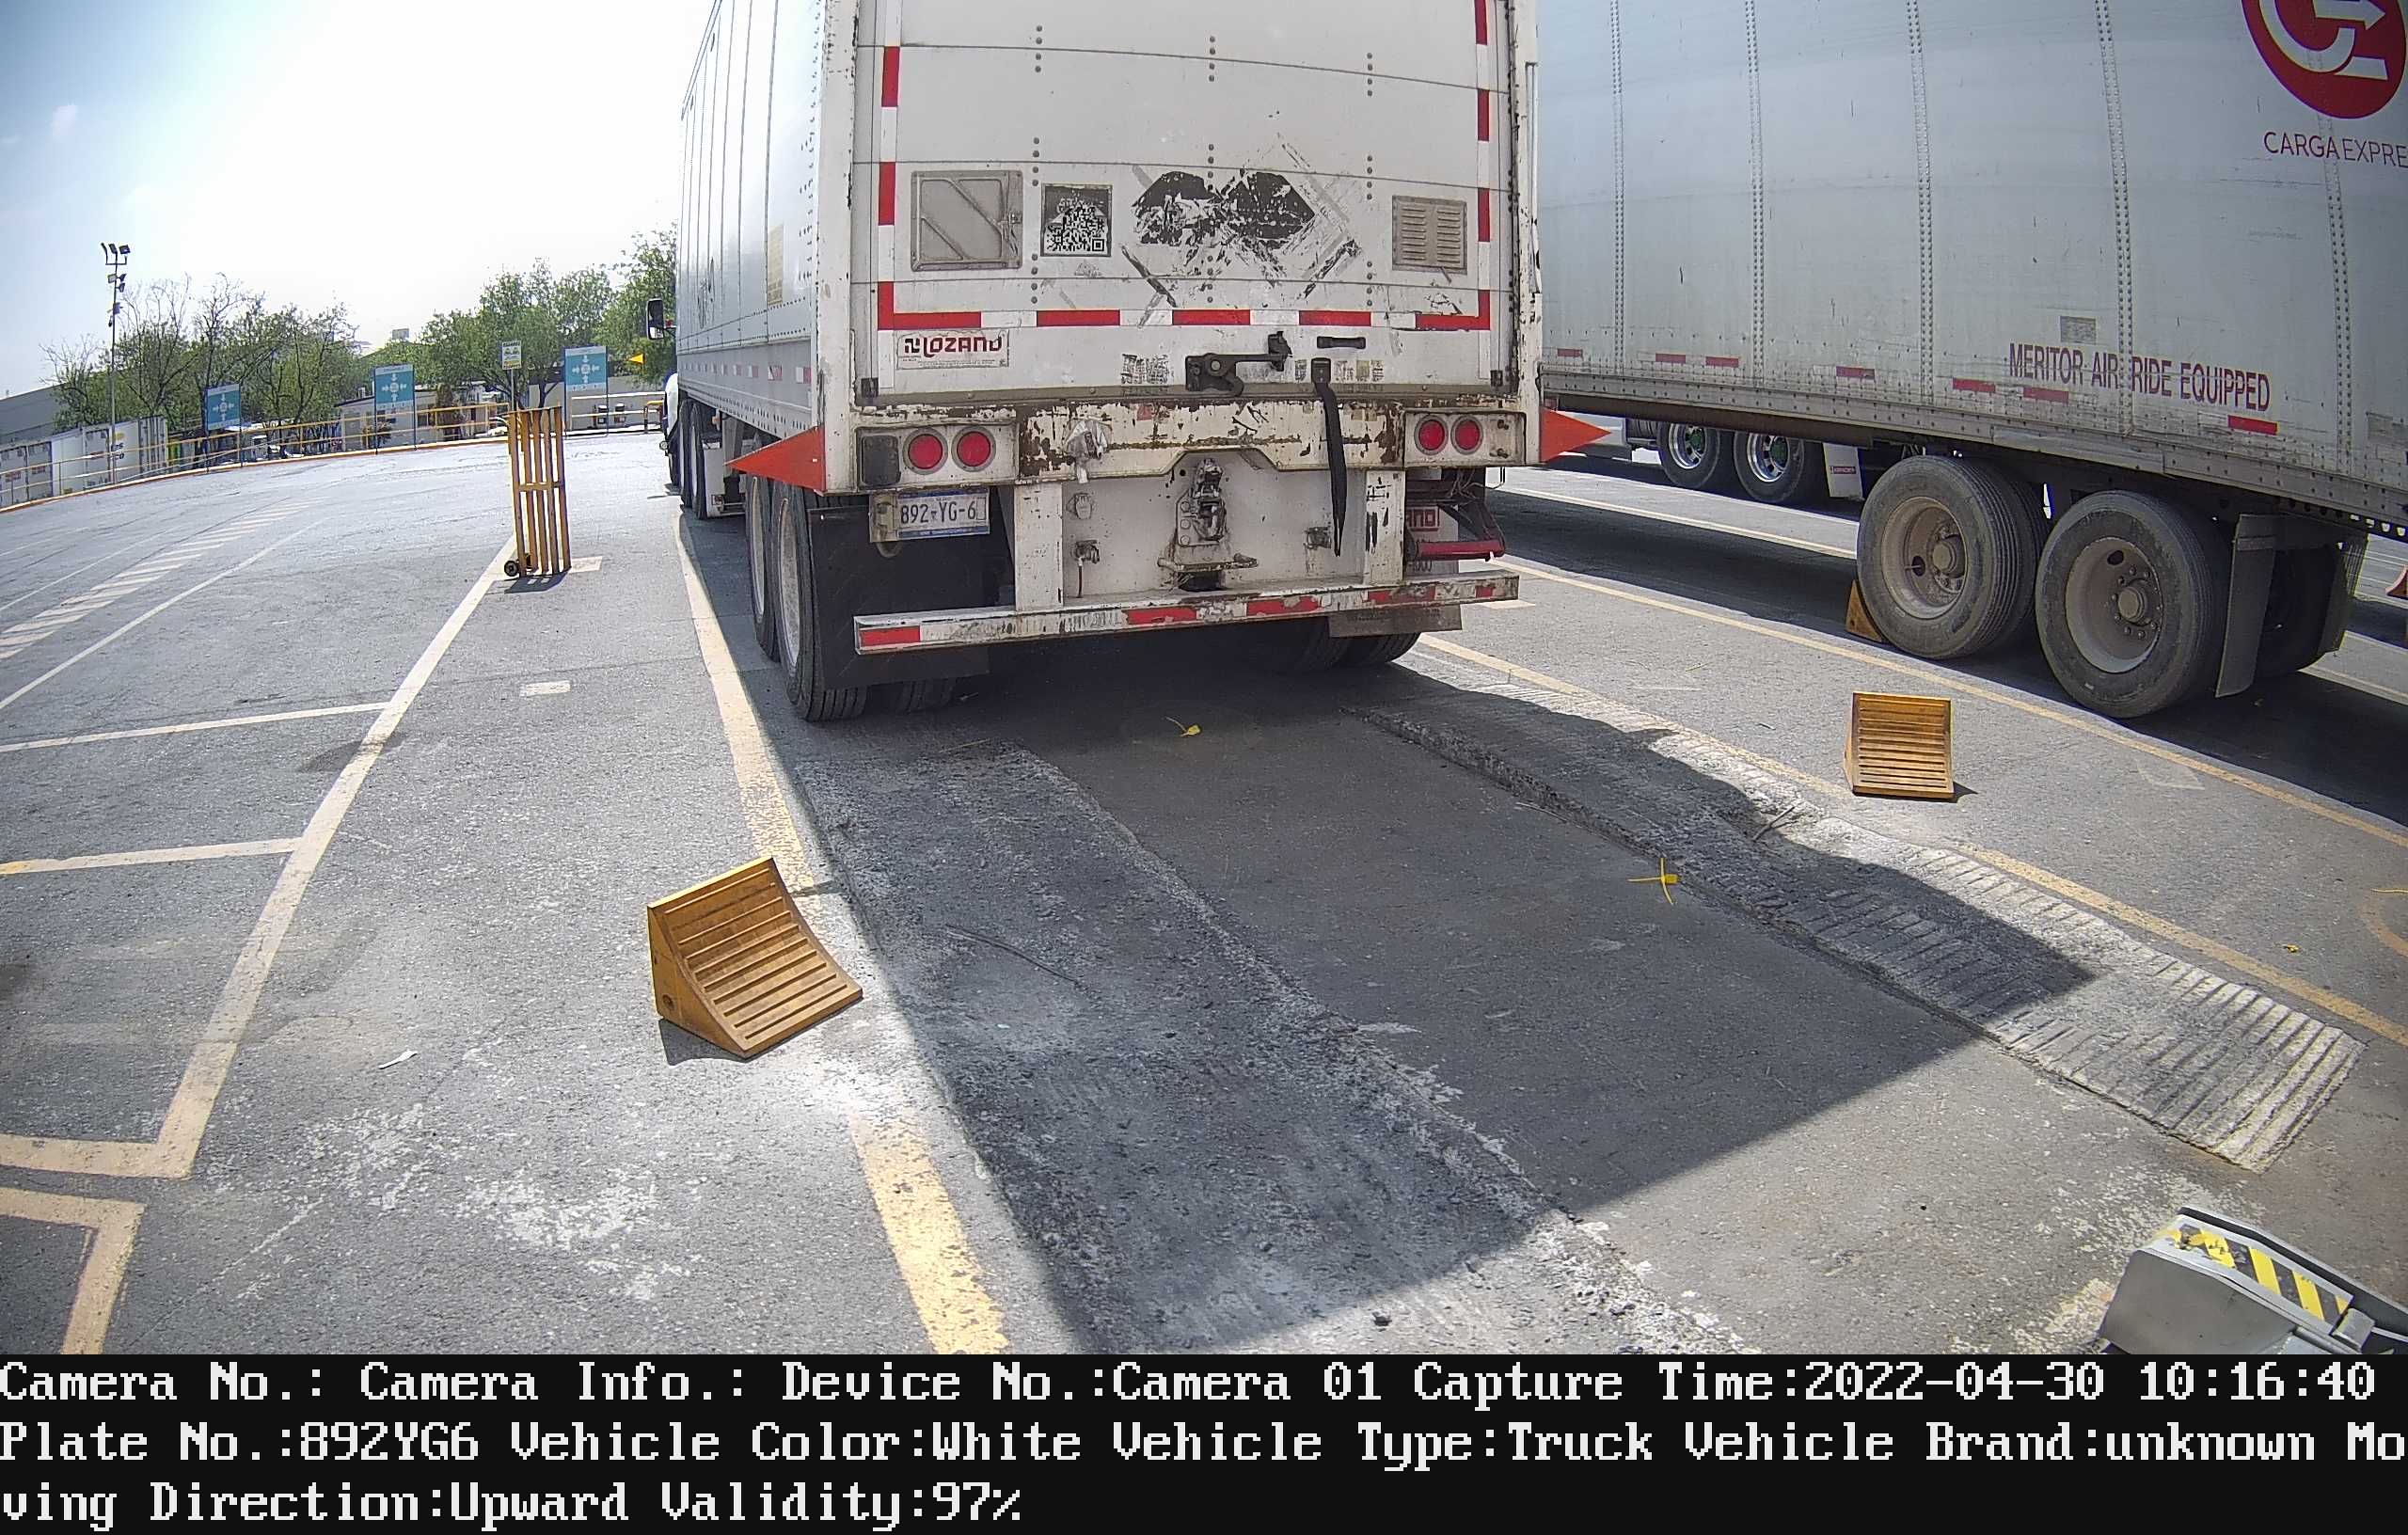 CARGA EXPRE
LOZANO
MERITOR AIR RIDE EQUIPPED
892-YG-6
Camera No.: Camera Info.: Device No.:Camera 01 Capture Time:2022-04-30 10:16:40
Plate No.:892YG6 Vehicle Color:White Vehicle Type:Truck Vehicle Brand:unknown Mo
ving Direction:Upward Validity:97%